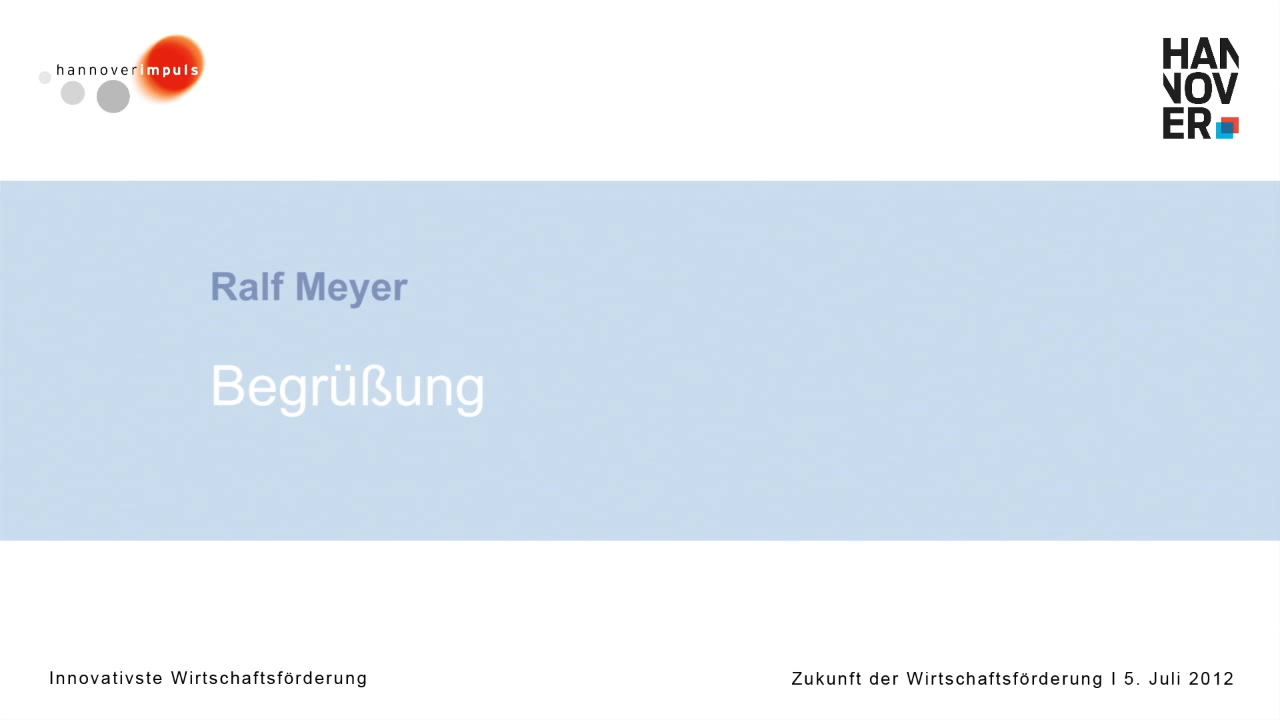 hannoverimpuls
HAN
NOV
ER
Ralf Meyer
Begrüßung
Innovativste Wirtschaftsförderung
Zukunft der Wirtschaftsförderung I 5. Juli 2012